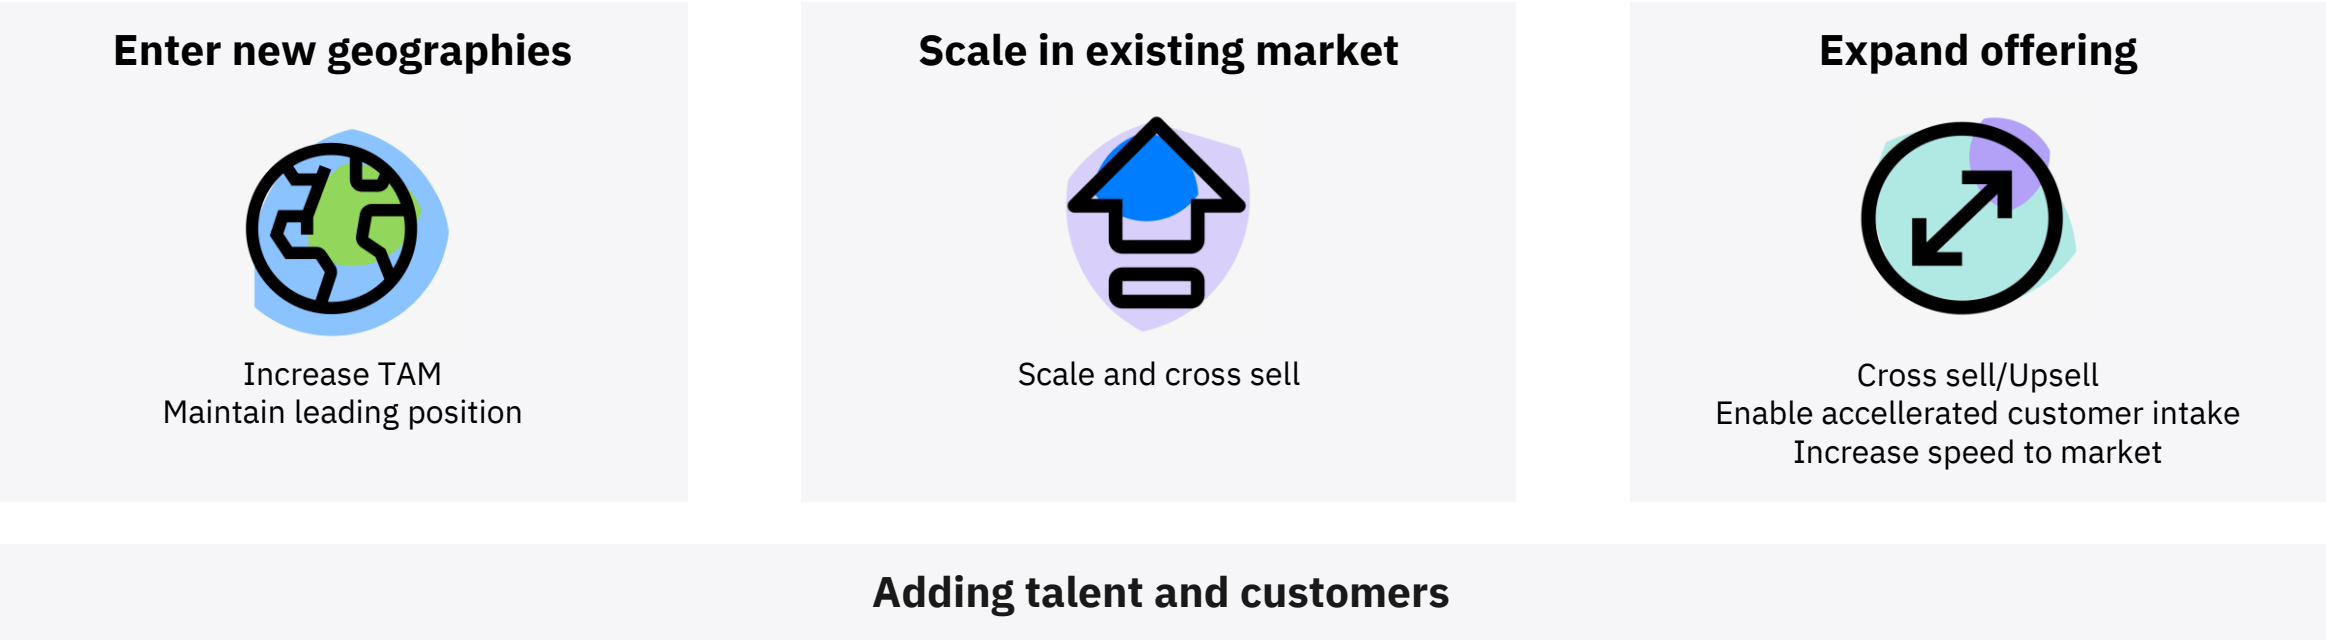 Enter new geographies
Increase TAM
Maintain leading position
Scale in existing market
Scale and cross sell
Expand offering
Cross sell/Upsell
Enable accellerated customer intake
Increase speed to market
Adding talent and customers